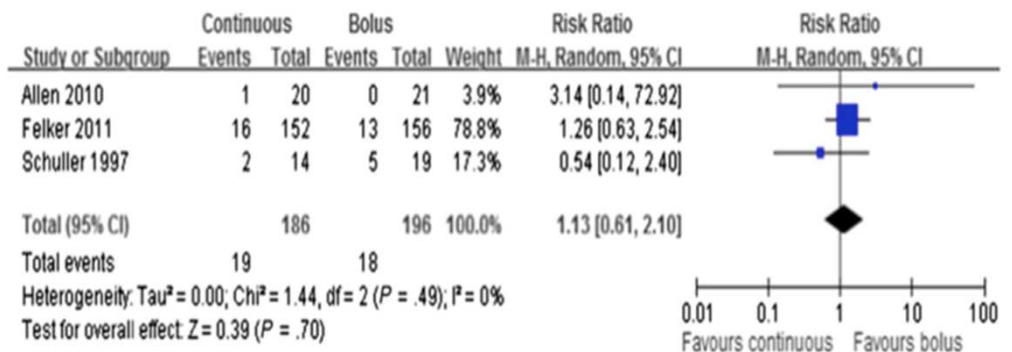 Continuous Bolus Risk Ratio Risk Ratio
Study or Subgroup Events Total Events Total Weight M-H, Random, 95% CI M-H, Random, 95% CI
Allen 2010 1 20 0 21 3.9% 3.14 [0.14, 72.92]
Felker 2011 16 152 13 156 78.8% 1.26 [0.63, 2.54]
Schuller 1997 2 14 5 19 17.3% 0.54 [0.12, 2.40]
Total (95% CI) 186 196 100.0% 1.13 [0.61, 2.10]
Total events 19 18
Heterogeneity: Tau² = 0.00; Chi² = 1.44, df = 2 (P = .49); I² = 0%
Test for overall effect: Z = 0.39 (P = .70)
0.01 0.1 1 10 100
Favours continuous Favours bolus